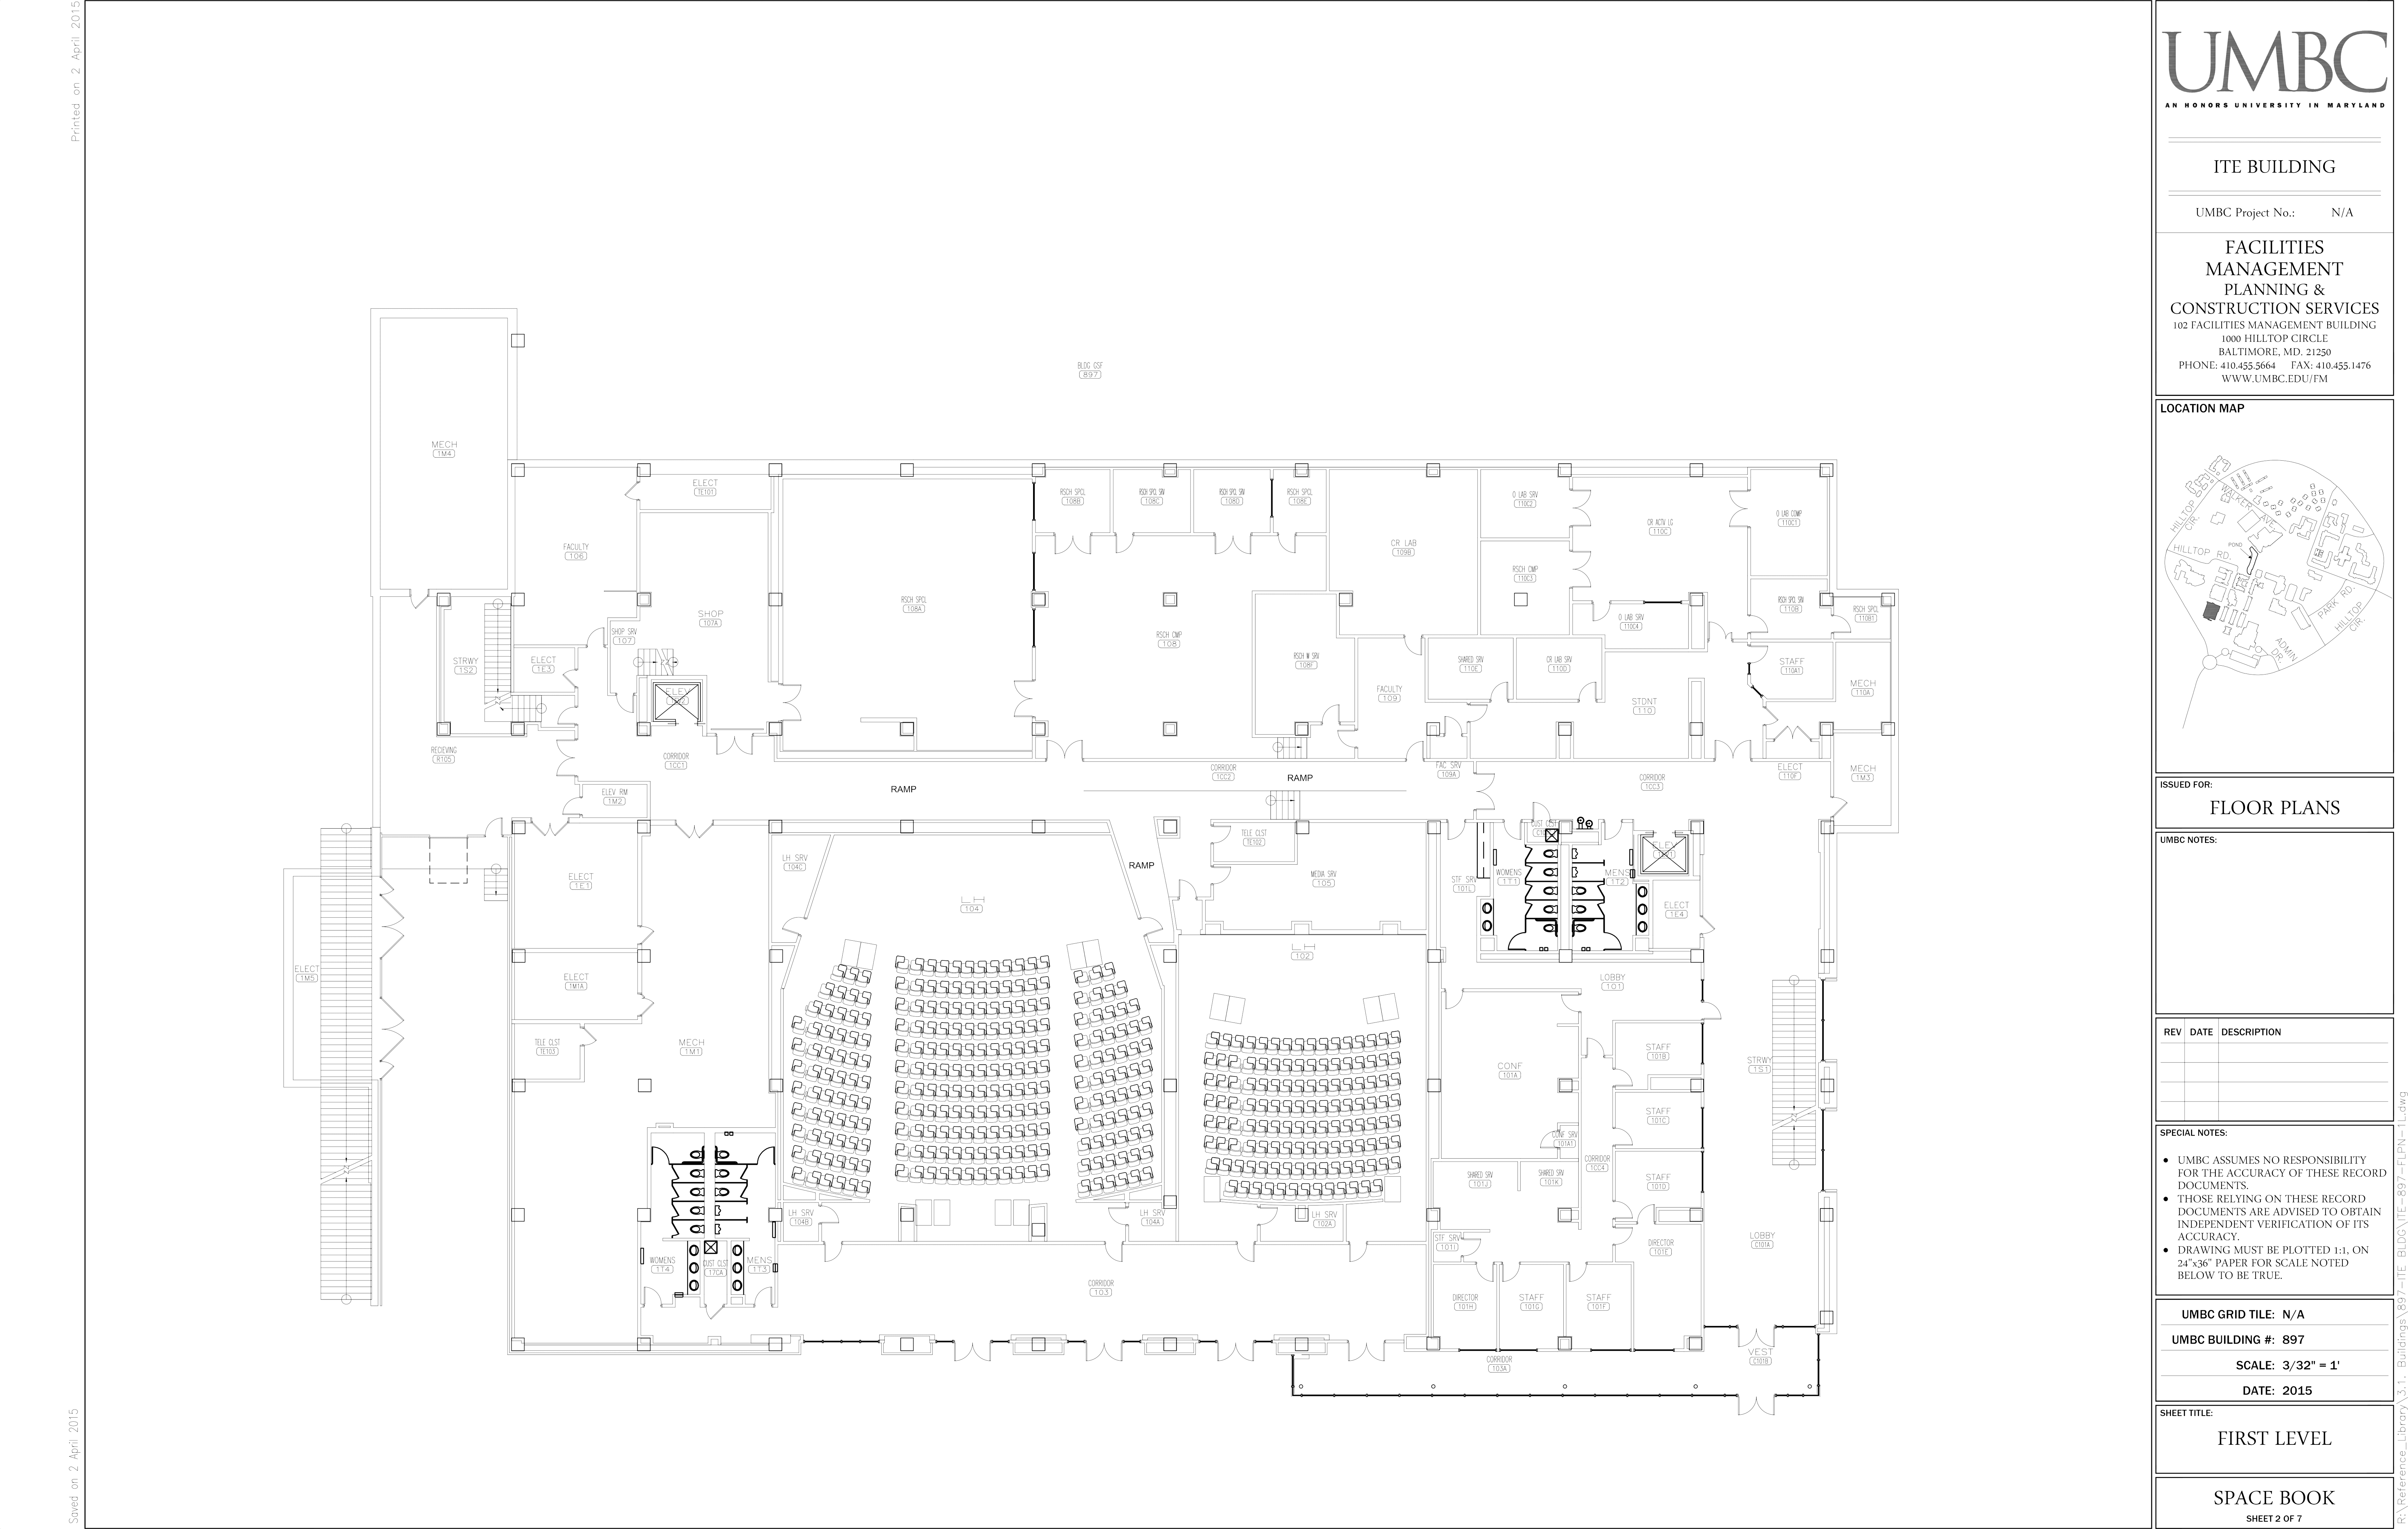 Printed on 2 April 2015
Saved on 2 April 2015
BLDG GSF
897
MECH
1M4
ELECT
TE101
RSCH SPCL
108B
RSCH SPCL SRV
108C
RSCH SPCL SRV
108D
RSCH SPCL
108E
O LAB SRV
110C2
CR ACTV LG
110C
O LAB COMP
110C1
FACULTY
106
CR LAB
109B
RSCH CMP
110C3
SHOP
107A
RSCH SPCL
108A
RSCH SPCL SRV
110B
RSCH SPCL
110B1
O LAB SRV
110C4
SHOP SRV
107
RSCH CMP
108
STRWY
1S2
ELECT
1E3
RSCH W SRV
108F
SHARED SRV
110E
CR LAB SRV
110D
STAFF
110A1
MECH
110A
ELEV
FACULTY
109
STDNT
110
RECIEVING
R105
CORRIDOR
1CC1
CORRIDOR
1CC2
RAMP
FAC SRV
109A
CORRIDOR
1CC3
ELECT
110F
MECH
1M3
ELEV RM
1M2
RAMP
RAMP
TELE CLST
TE102
CUST CLST
ELEV
LH SRV
104C
ELECT
1E1
MEDIA SRV
105
STF SRV
101L
WOMENS
1T1
MENS
1T2
ELECT
1E4
LH
104
LH
102
ELECT
1M5
ELECT
1M1A
LOBBY
101
TELE CLST
TE103
MECH
1M1
CONF
101A
STAFF
101B
STRWY
1S1
STAFF
101C
CONF SRV
101A1
CORRIDOR
1CC4
SHARED SRV
101J
SHARED SRV
101K
STAFF
101D
LH SRV
104B
LH SRV
104A
LH SRV
102A
STF SRV
101I
DIRECTOR
101E
LOBBY
C101A
WOMENS
1T4
CUST CLST
17CA
MENS
1T3
CORRIDOR
103
DIRECTOR
101H
STAFF
101G
STAFF
101F
CORRIDOR
103A
VEST
C101B
UMBC
AN HONORS UNIVERSITY IN MARYLAND
ITE BUILDING
UMBC Project No.: N/A
FACILITIES
MANAGEMENT
PLANNING &
CONSTRUCTION SERVICES
102 FACILITIES MANAGEMENT BUILDING
1000 HILLTOP CIRCLE
BALTIMORE, MD. 21250
PHONE: 410.455.5664 FAX: 410.455.1476
WWW.UMBC.EDU/FM
LOCATION MAP
WALKER AVE.
HILLTOP CIR.
POND
HILLTOP RD.
PARK RD.
HILLTOP CIR.
ADMIN DR.
ISSUED FOR:
FLOOR PLANS
UMBC NOTES:
REV DATE DESCRIPTION
SPECIAL NOTES:
• UMBC ASSUMES NO RESPONSIBILITY
FOR THE ACCURACY OF THESE RECORD
DOCUMENTS.
• THOSE RELYING ON THESE RECORD
DOCUMENTS ARE ADVISED TO OBTAIN
INDEPENDENT VERIFICATION OF ITS
ACCURACY.
• DRAWING MUST BE PLOTTED 1:1, ON
24"x36" PAPER FOR SCALE NOTED
BELOW TO BE TRUE.
UMBC GRID TILE: N/A
UMBC BUILDING #: 897
SCALE: 3/32" = 1'
DATE: 2015
SHEET TITLE:
FIRST LEVEL
SPACE BOOK
SHEET 2 OF 7
R:\Reference_Library\3.1. Buildings\897-ITE BLDG\ITE-897-FLPN-1L.dwg